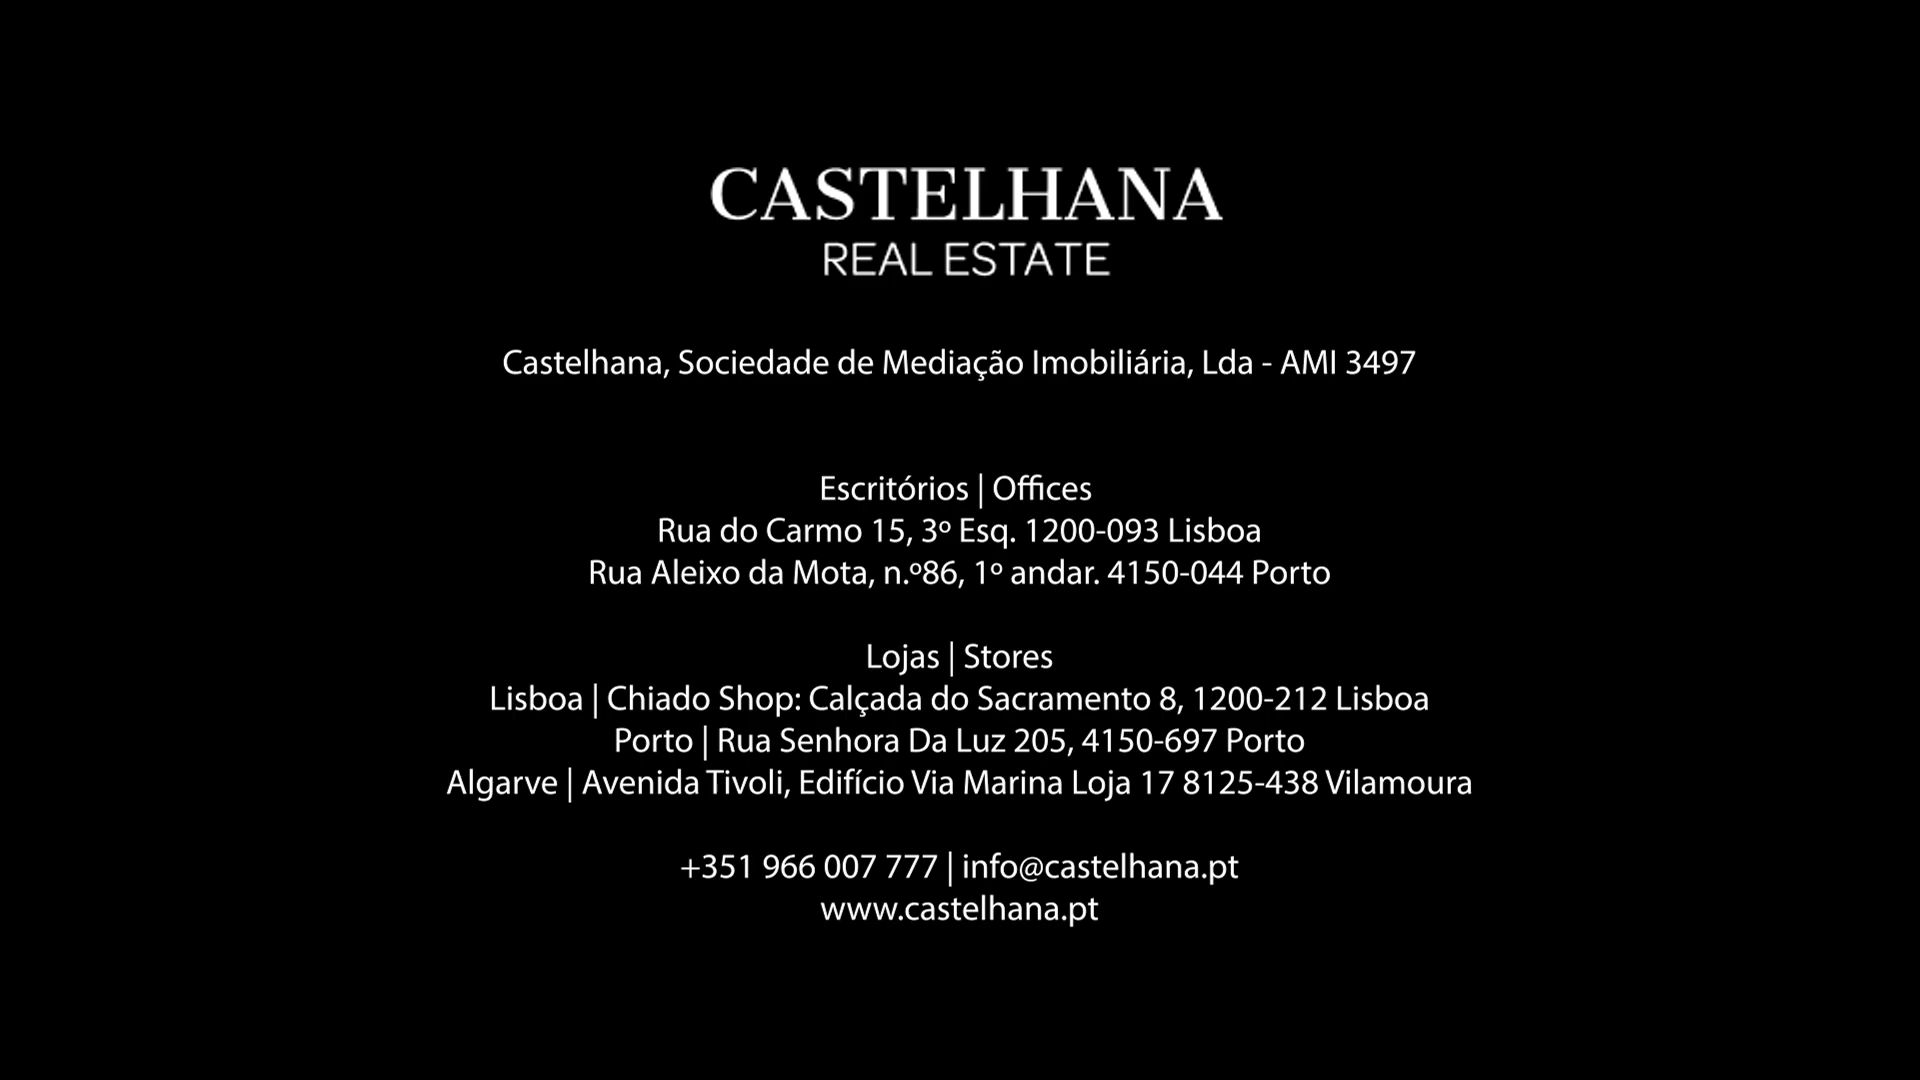 CASTELHANA
REAL ESTATE
Castelhana, Sociedade de Mediação Imobiliária, Lda - AMI 3497
Escritórios | Offices
Rua do Carmo 15, 3º Esq. 1200-093 Lisboa
Rua Aleixo da Mota, n.º86, 1º andar. 4150-044 Porto
Lojas | Stores
Lisboa | Chiado Shop: Calçada do Sacramento 8, 1200-212 Lisboa
Porto | Rua Senhora Da Luz 205, 4150-697 Porto
Algarve | Avenida Tivoli, Edifício Via Marina Loja 17 8125-438 Vilamoura
+351 966 007 777 | info@castelhana.pt
www.castelhana.pt